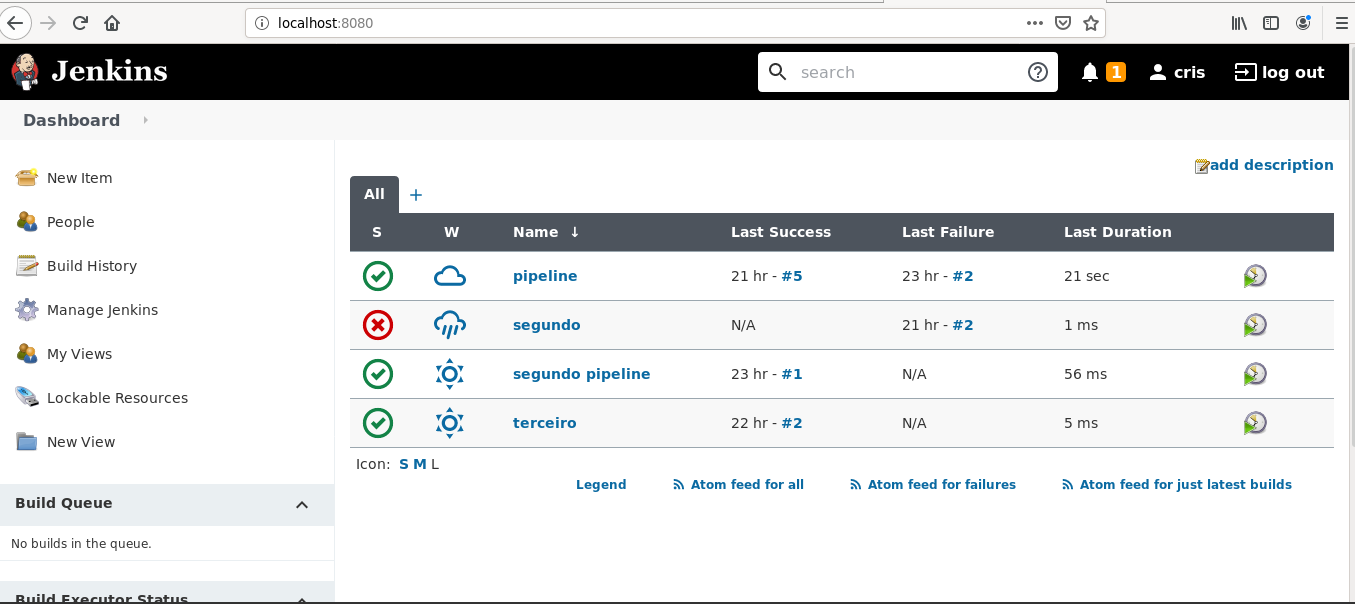 localhost:8080
Jenkins
search
1
cris
log out
Dashboard
New Item
People
Build History
Manage Jenkins
My Views
Lockable Resources
New View
Build Queue
No builds in the queue.
Build Executor Status
add description
All +
S W Name ↓ Last Success Last Failure Last Duration
pipeline 21 hr - #5 23 hr - #2 21 sec
segundo N/A 21 hr - #2 1 ms
segundo pipeline 23 hr - #1 N/A 56 ms
terceiro 22 hr - #2 N/A 5 ms
Icon: S M L
Legend Atom feed for all Atom feed for failures Atom feed for just latest builds